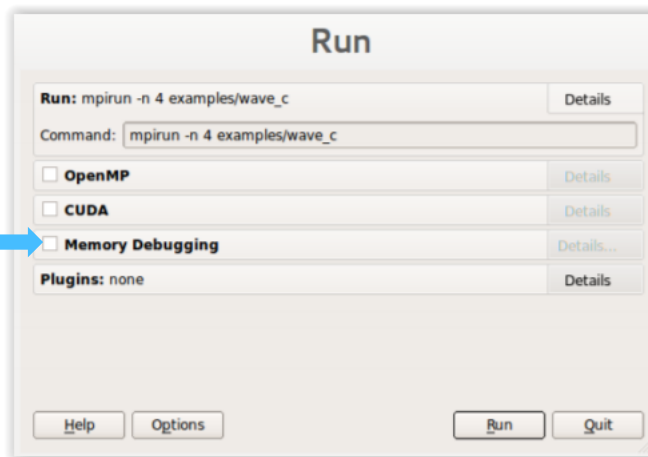 Run
Run: mpirun -n 4 examples/wave_c Details
Command: mpirun -n 4 examples/wave_c
OpenMP Details
CUDA Details
Memory Debugging Details...
Plugins: none Details
Help Options Run Quit